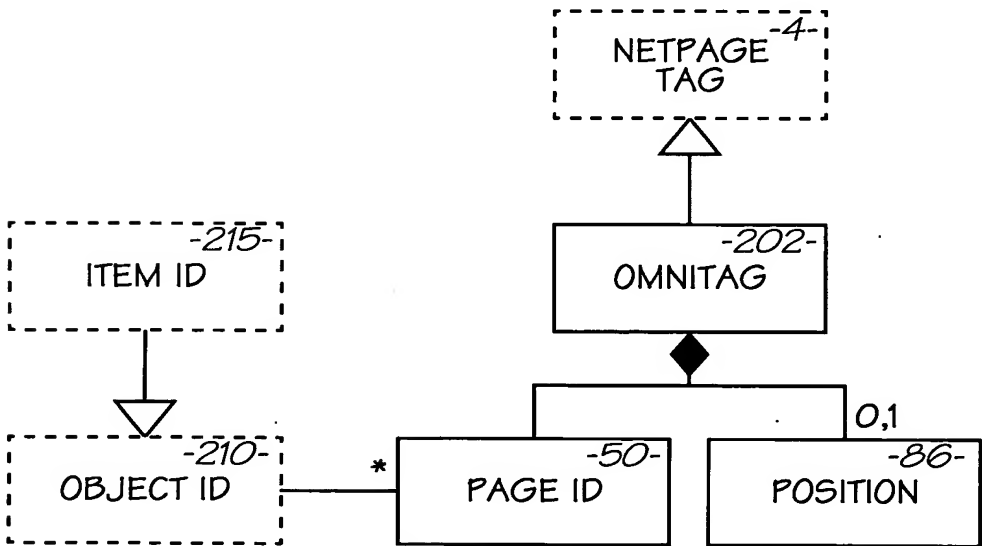 -4-
NETPAGE
TAG
-215-
ITEM ID
-202-
OMNITAG
0,1
-210-
OBJECT ID
*
-50-
PAGE ID
-86-
POSITION